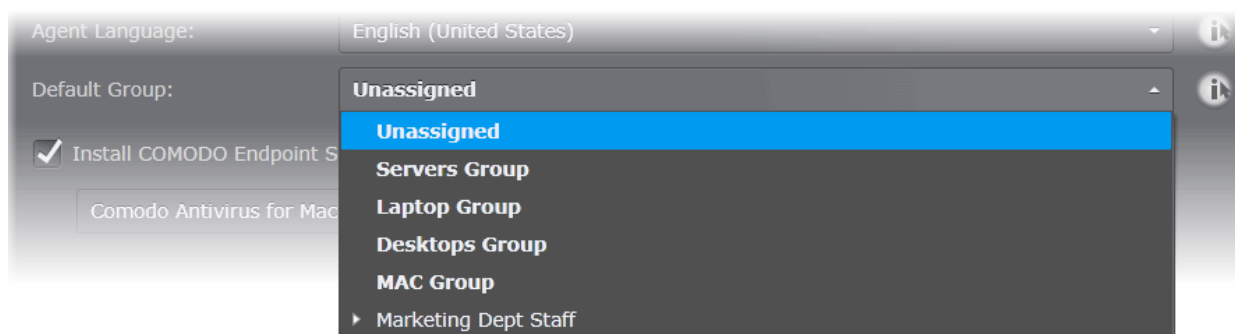 Agent Language: English (United States)
Default Group: Unassigned
Unassigned
Install COMODO Endpoint S
Servers Group
Comodo Antivirus for Mac
Laptop Group
Desktops Group
MAC Group
Marketing Dept Staff